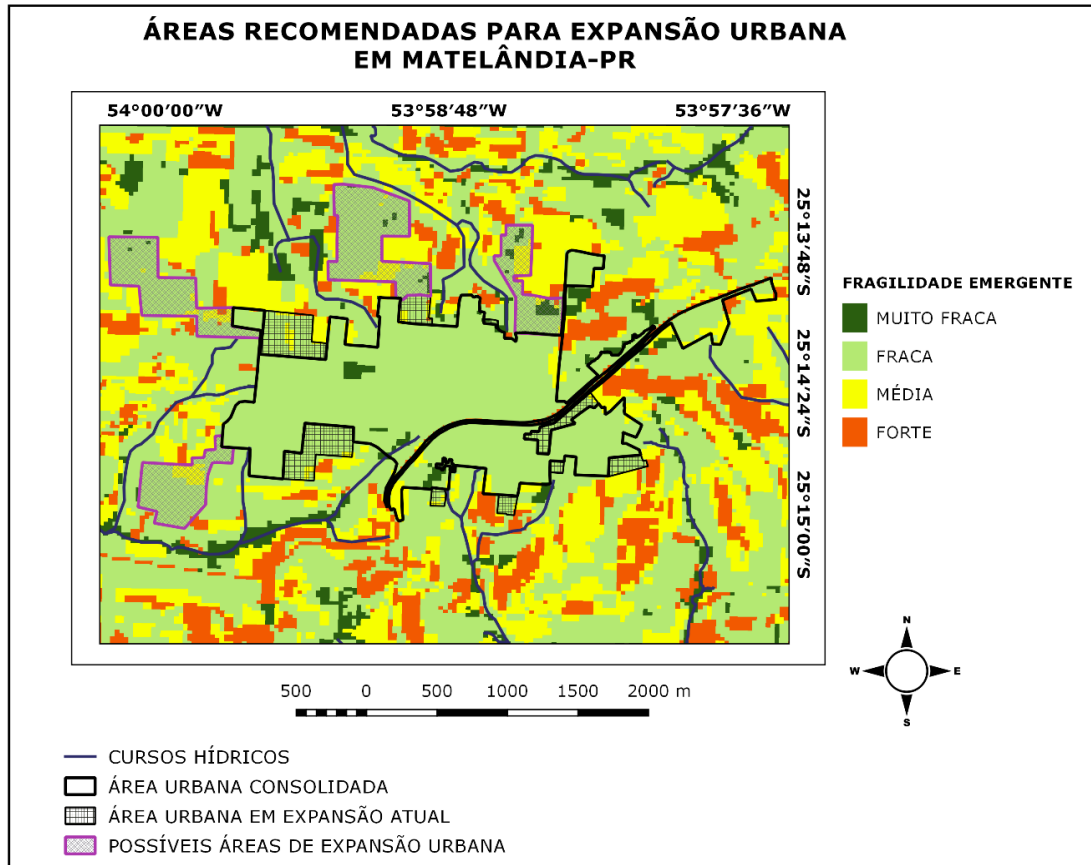 ÁREAS RECOMENDADAS PARA EXPANSÃO URBANA
EM MATELÂNDIA-PR
54°00′00″W 53°58′48″W 53°57′36″W
25°13′48″S
25°14′24″S
25°15′00″S
FRAGILIDADE EMERGENTE
MUITO FRACA
FRACA
MÉDIA
FORTE
N
W E
S
500 0 500 1000 1500 2000 m
CURSOS HÍDRICOS
ÁREA URBANA CONSOLIDADA
ÁREA URBANA EM EXPANSÃO ATUAL
POSSÍVEIS ÁREAS DE EXPANSÃO URBANA